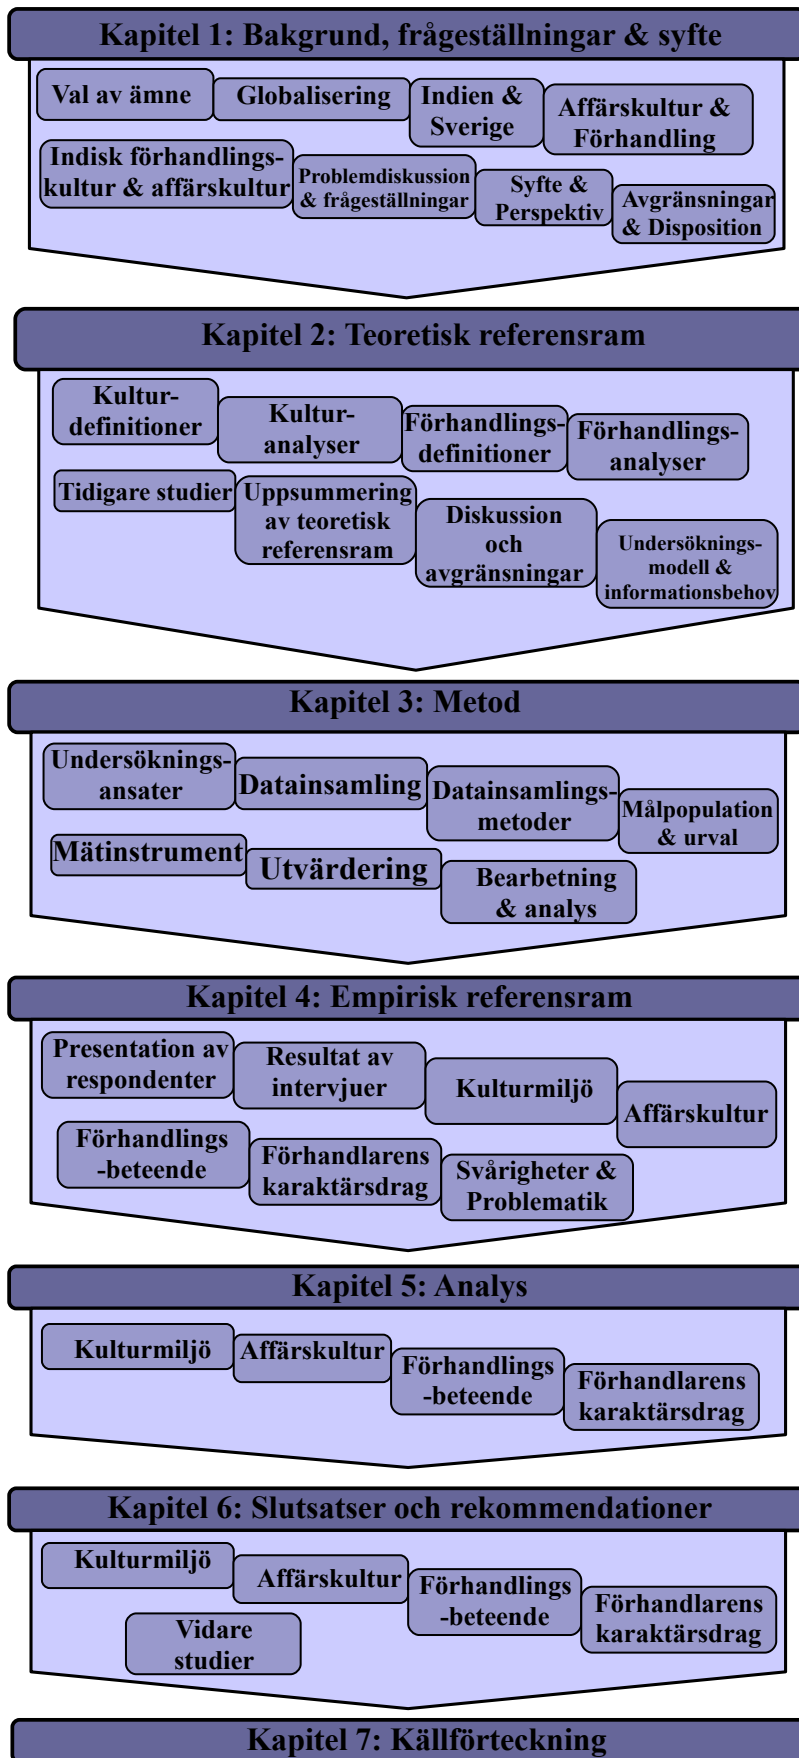 Kapitel 1: Bakgrund, frågeställningar & syfte
Val av ämne
Globalisering
Indien &
Sverige
Affärskultur &
Förhandling
Indisk förhandlings-
kultur & affärskultur
Problemdiskussion
& frågeställningar
Syfte &
Perspektiv
Avgränsningar
& Disposition
Kapitel 2: Teoretisk referensram
Kultur-
definitioner
Kultur-
analyser
Förhandlings-
definitioner
Förhandlings-
analyser
Tidigare studier
Uppsummering
av teoretisk
referensram
Diskussion
och
avgränsningar
Undersöknings-
modell &
informationsbehov
Kapitel 3: Metod
Undersöknings-
ansater
Datainsamling
Datainsamlings-
metoder
Målpopulation
& urval
Mätinstrument
Utvärdering
Bearbetning
& analys
Kapitel 4: Empirisk referensram
Presentation av
respondenter
Resultat av
intervjuer
Kulturmiljö
Affärskultur
Förhandlings
-beteende
Förhandlarens
karaktärsdrag
Svårigheter &
Problematik
Kapitel 5: Analys
Kulturmiljö
Affärskultur
Förhandlings
-beteende
Förhandlarens
karaktärsdrag
Kapitel 6: Slutsatser och rekommendationer
Kulturmiljö
Affärskultur
Förhandlings
-beteende
Förhandlarens
karaktärsdrag
Vidare
studier
Kapitel 7: Källförteckning